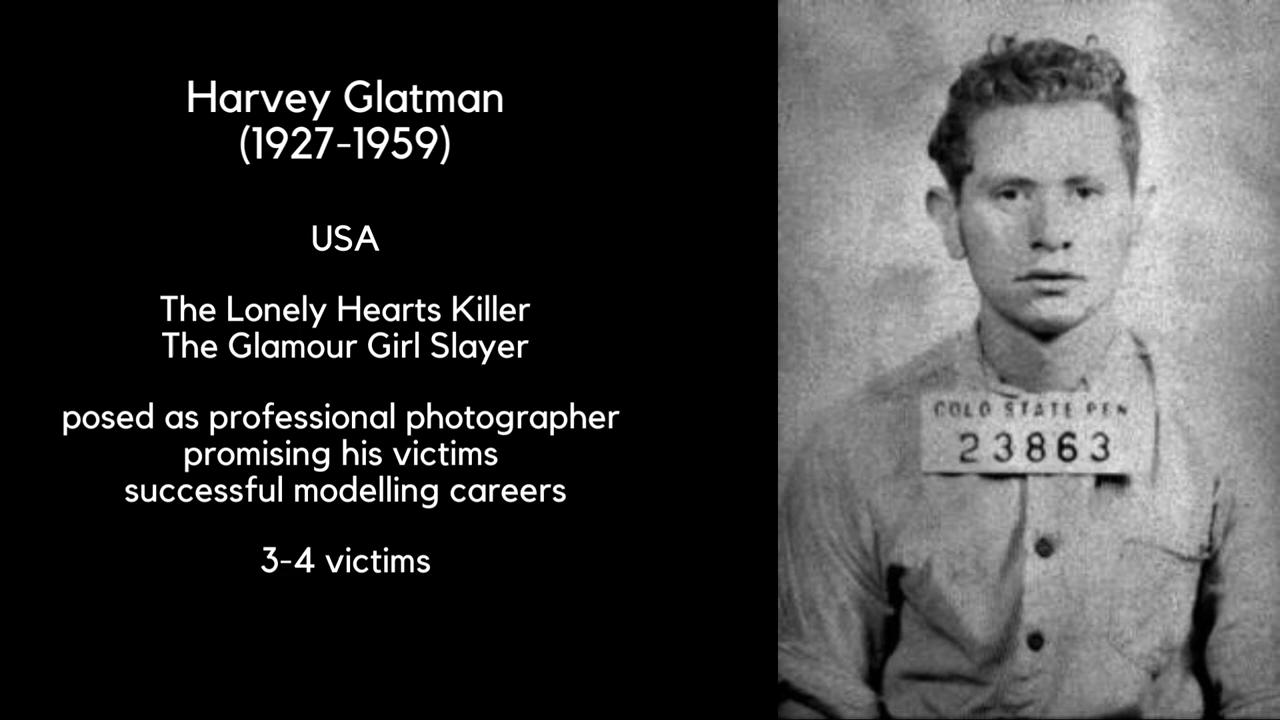 Harvey Glatman
(1927-1959)
USA
The Lonely Hearts Killer
The Glamour Girl Slayer
posed as professional photographer
promising his victims
successful modelling careers
3-4 victims
COLO STATE PEN
23863